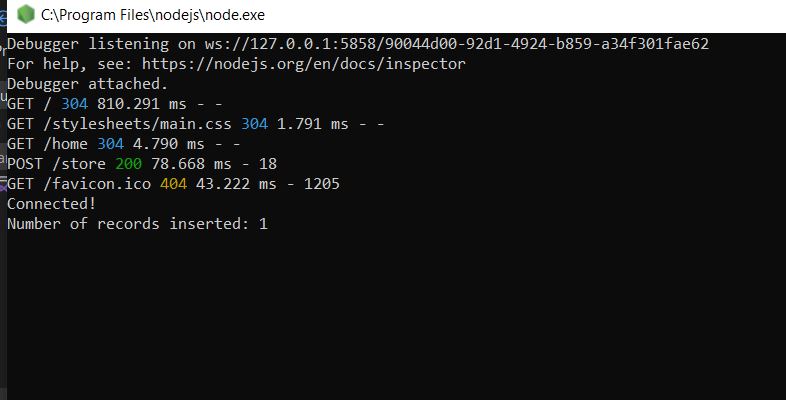 C:\Program Files\nodejs\node.exe
Debugger listening on ws://127.0.0.1:5858/90044d00-92d1-4924-b859-a34f301fae62
For help, see: https://nodejs.org/en/docs/inspector
Debugger attached.
GET / 304 810.291 ms - -
GET /stylesheets/main.css 304 1.791 ms - -
GET /home 304 4.790 ms - -
POST /store 200 78.668 ms - 18
GET /favicon.ico 404 43.222 ms - 1205
Connected!
Number of records inserted: 1